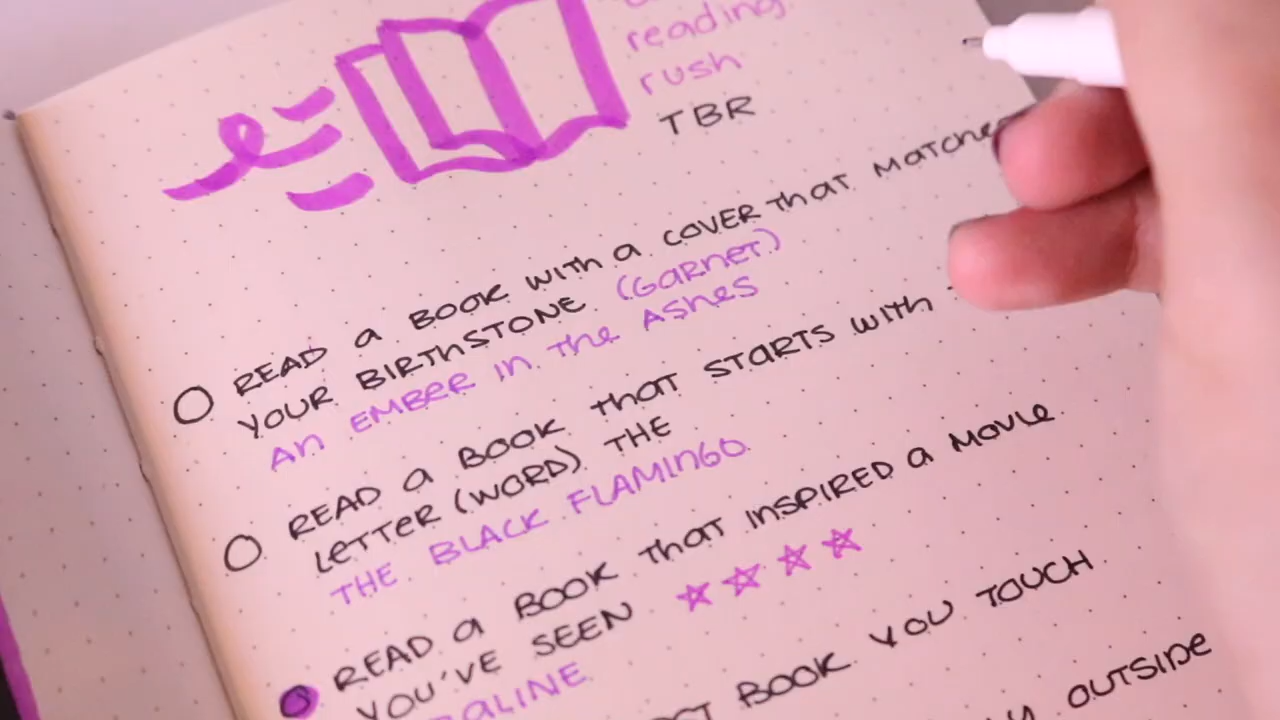 reading
rush
TBR
READ a BOOK WITH a COVER that MATCHES
YOUR BIRTHSTONE (GARNET)
AN EMBER IN the ASHES
READ a BOOK that STARTS WITH
LETTER (WORD) THE
THE BLACK FLAMINGO
READ a BOOK that INSPIRED a MOVIE
YOU'VE SEEN ☆☆☆☆
BOOK YOU TOUCH
OUTSIDE